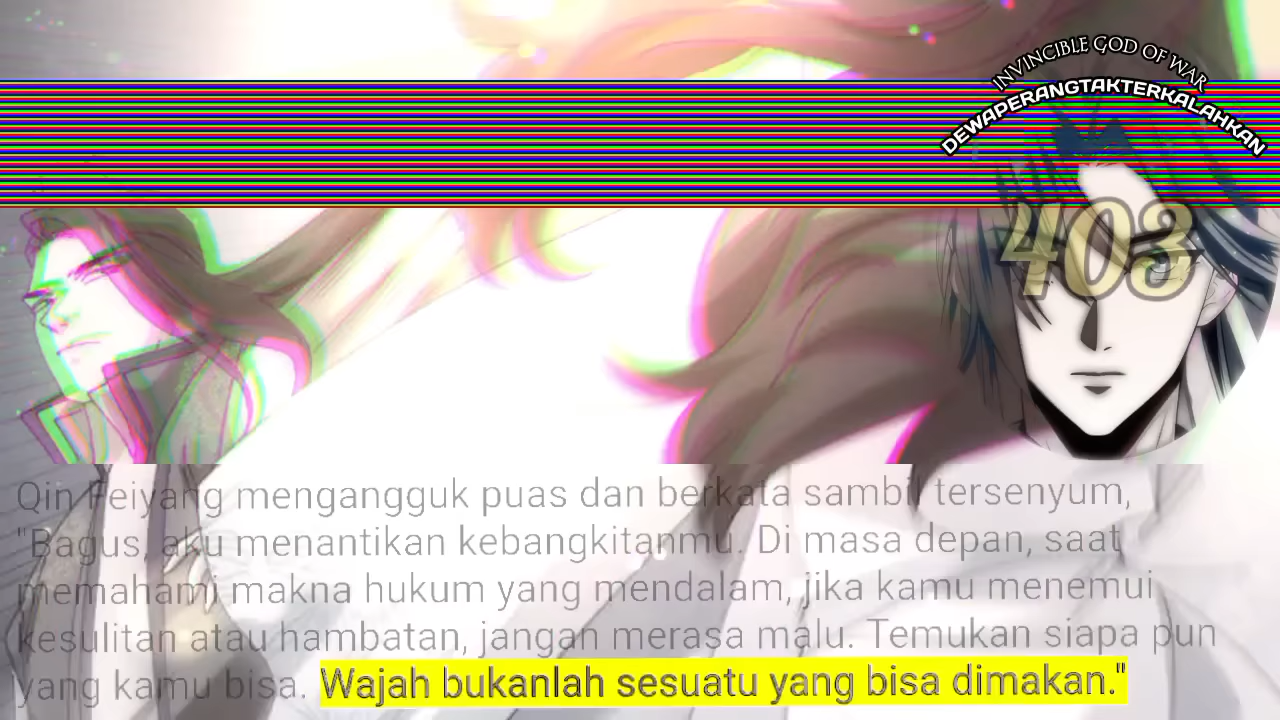 INVINCIBLE GOD OF WAR
DEWAPERANGTAKTERKALAHKAN
403
Qin Feiyang mengangguk puas dan berkata sambil tersenyum,
"Bagus, aku menantikan kebangkitanmu. Di masa depan, saat
memahami makna hukum yang mendalam, jika kamu menemui
kesulitan atau hambatan, jangan merasa malu. Temukan siapa pun
yang kamu bisa. Wajah bukanlah sesuatu yang bisa dimakan."